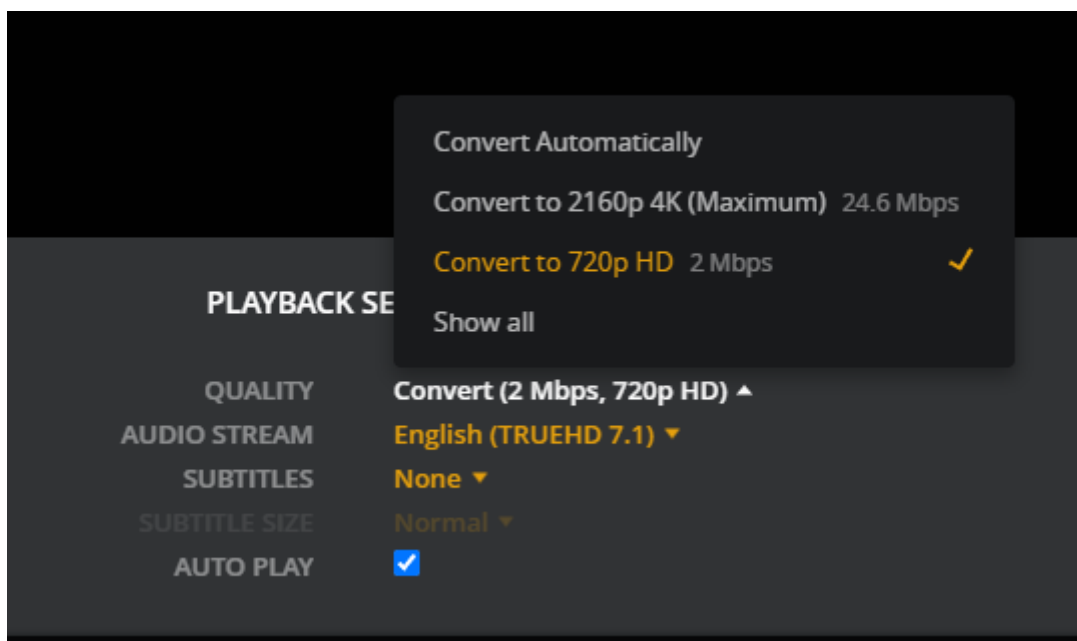 Convert Automatically
Convert to 2160p 4K (Maximum) 24.6 Mbps
Convert to 720p HD 2 Mbps
PLAYBACK SE
Show all
QUALITY Convert (2 Mbps, 720p HD)
AUDIO STREAM English (TRUEHD 7.1)
SUBTITLES None
SUBTITLE SIZE Normal
AUTO PLAY